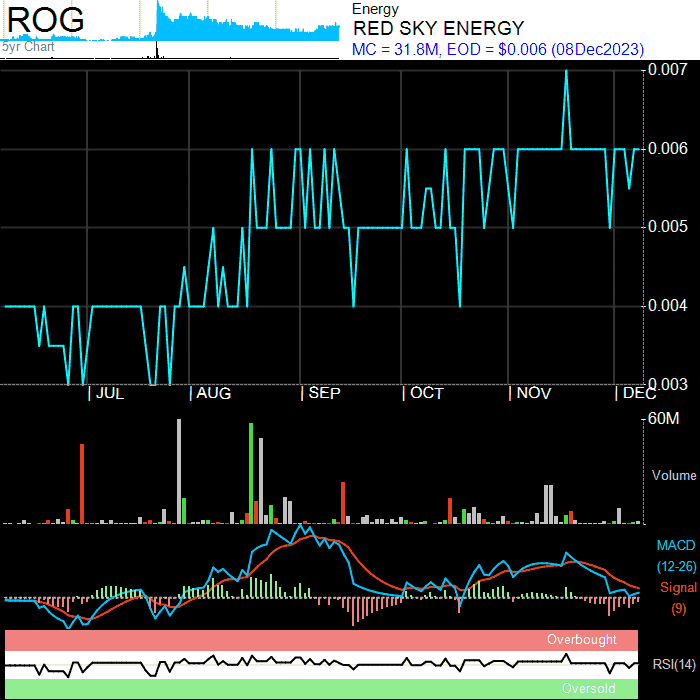 ROG
5yr Chart
Energy
RED SKY ENERGY
MC = 31.8M, EOD = $0.006 (08Dec2023)
0.007
0.006
0.005
0.004
0.003
JUL AUG SEP OCT NOV DEC
60M
Volume
MACD
(12-26)
Signal
(9)
Overbought
RSI(14)
Oversold